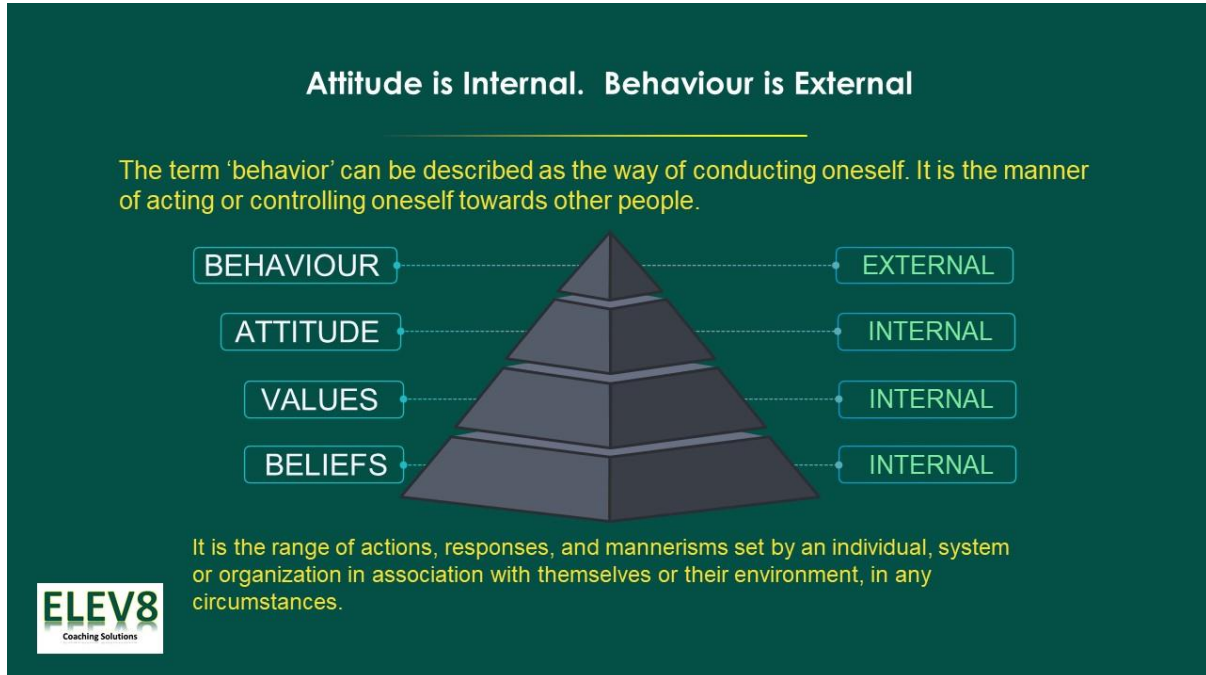 Attitude is Internal.  Behaviour is External
The term ‘behavior’ can be described as the way of conducting oneself. It is the manner
of acting or controlling oneself towards other people.
BEHAVIOUR EXTERNAL
ATTITUDE INTERNAL
VALUES INTERNAL
BELIEFS INTERNAL
It is the range of actions, responses, and mannerisms set by an individual, system
or organization in association with themselves or their environment, in any
circumstances.
ELEV8
Coaching Solutions